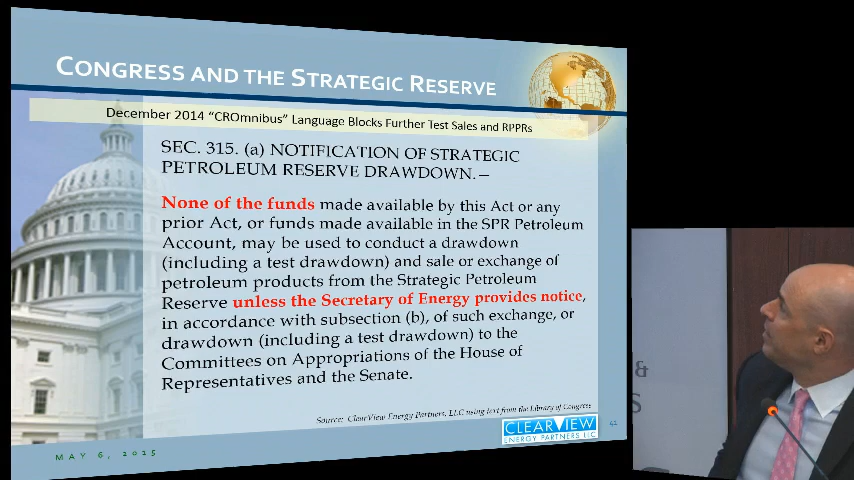 CONGRESS AND THE STRATEGIC RESERVE
December 2014 “CROmnibus” Language Blocks Further Test Sales and RPPRs
SEC. 315. (a) NOTIFICATION OF STRATEGIC
PETROLEUM RESERVE DRAWDOWN.—
None of the funds made available by this Act or any
prior Act, or funds made available in the SPR Petroleum
Account, may be used to conduct a drawdown
(including a test drawdown) and sale or exchange of
petroleum products from the Strategic Petroleum
Reserve unless the Secretary of Energy provides notice,
in accordance with subsection (b), of such exchange, or
drawdown (including a test drawdown) to the
Committees on Appropriations of the House of
Representatives and the Senate.
Source: ClearView Energy Partners, LLC using text from the Library of Congress
CLEARVIEW
ENERGY PARTNERS LLC
MAY 6, 2015
&
S